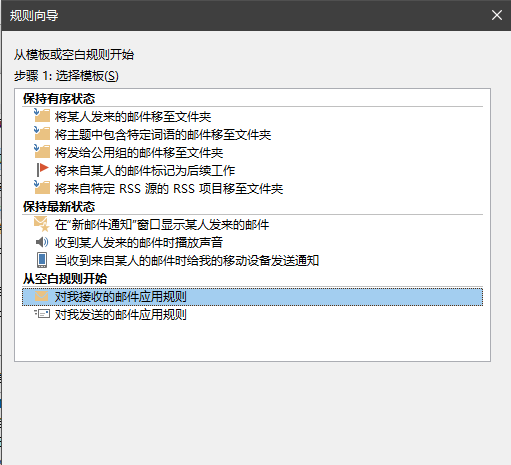 规则向导
从模板或空白规则开始
步骤 1: 选择模板(S)
保持有序状态
将某人发来的邮件移至文件夹
将主题中包含特定词语的邮件移至文件夹
将发给公用组的邮件移至文件夹
将来自某人的邮件标记为后续工作
将来自特定 RSS 源的 RSS 项目移至文件夹
保持最新状态
在“新邮件通知”窗口显示某人发来的邮件
收到某人发来的邮件时播放声音
当收到来自某人的邮件时给我的移动设备发送通知
从空白规则开始
对我接收的邮件应用规则
对我发送的邮件应用规则